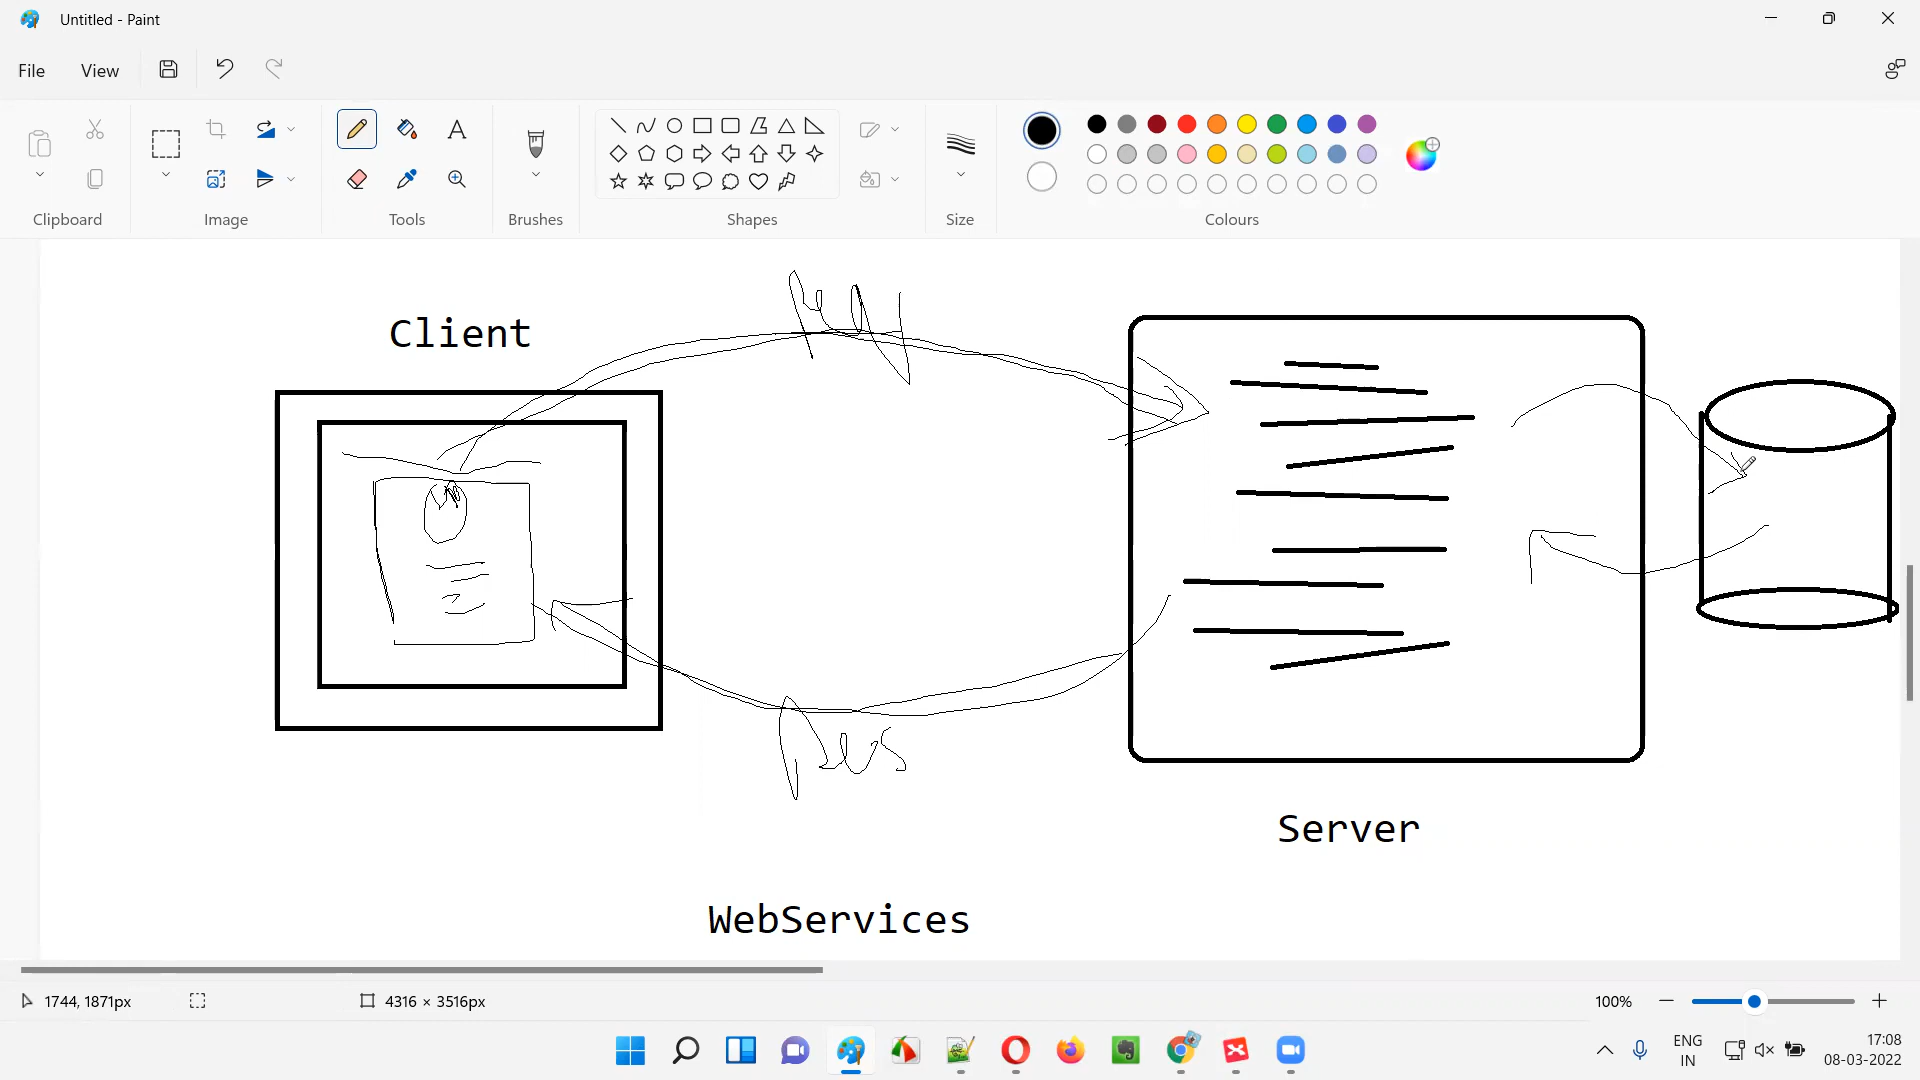 Untitled - Paint
File
View
Clipboard
Image
Tools
Brushes
Shapes
Size
Colours
Client
Server
WebServices
1744, 1871px
4316 × 3516px
100%
ENG
IN
17:08
08-03-2022